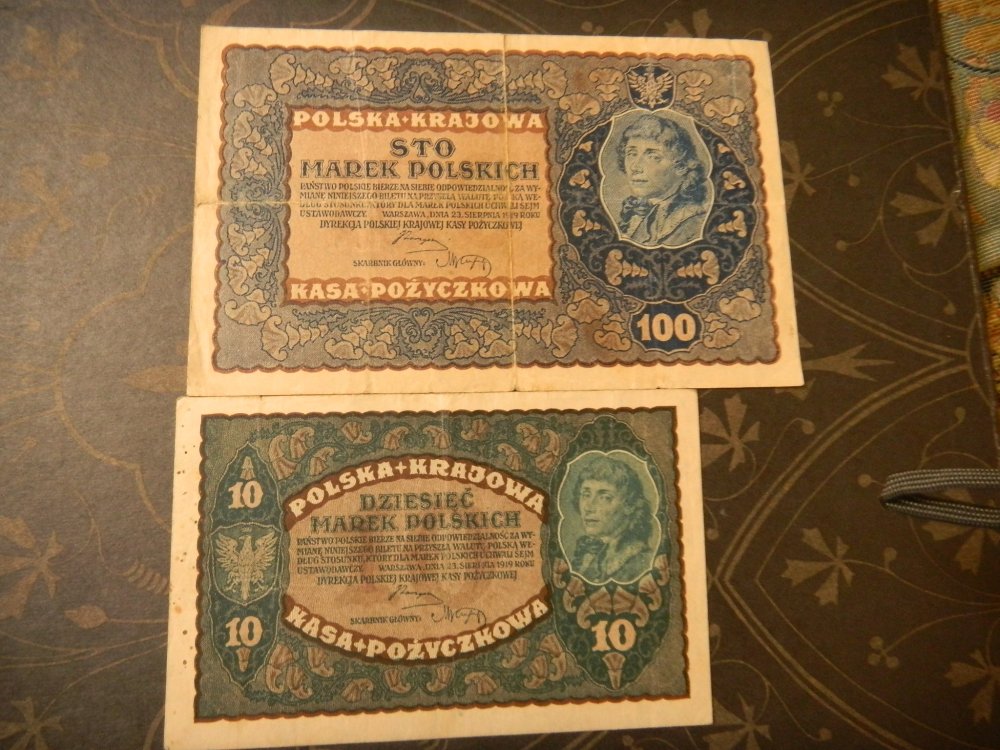 POLSKA+KRAJOWA
STO
MAREK POLSKICH
PAŃSTWO POLSKIE BIERZE NA SIEBIE ODPOWIEDZIALNOŚĆ ZA WY-
MIANĘ NINIEJSZEGO BILETU NA PRZYSZŁĄ WALUTĘ POLSKĄ WE-
DŁUG STOSUNKU, KTÓRY DLA MAREK POLSKICH UCHWALI SEJM
USTAWODAWCZY. WARSZAWA, DNIA 23. SIERPNIA 1919 ROKU
DYREKCJA POLSKIEJ KRAJOWEJ KASY POŻYCZKOWEJ
SKARBNIK GŁÓWNY:
KASA+POŻYCZKOWA
100
10
POLSKA+KRAJOWA
DZIESIĘĆ
MAREK POLSKICH
PAŃSTWO POLSKIE BIERZE NA SIEBIE ODPOWIEDZIALNOŚĆ ZA WY-
MIANĘ NINIEJSZEGO BILETU NA PRZYSZŁĄ WALUTĘ POLSKĄ WE-
DŁUG STOSUNKU, KTÓRY DLA MAREK POLSKICH UCHWALI SEJM
USTAWODAWCZY. WARSZAWA, DNIA 23. SIERPNIA 1919 ROKU
DYREKCJA POLSKIEJ KRAJOWEJ KASY POŻYCZKOWEJ
SKARBNIK GŁÓWNY:
KASA+POŻYCZKOWA
10
10